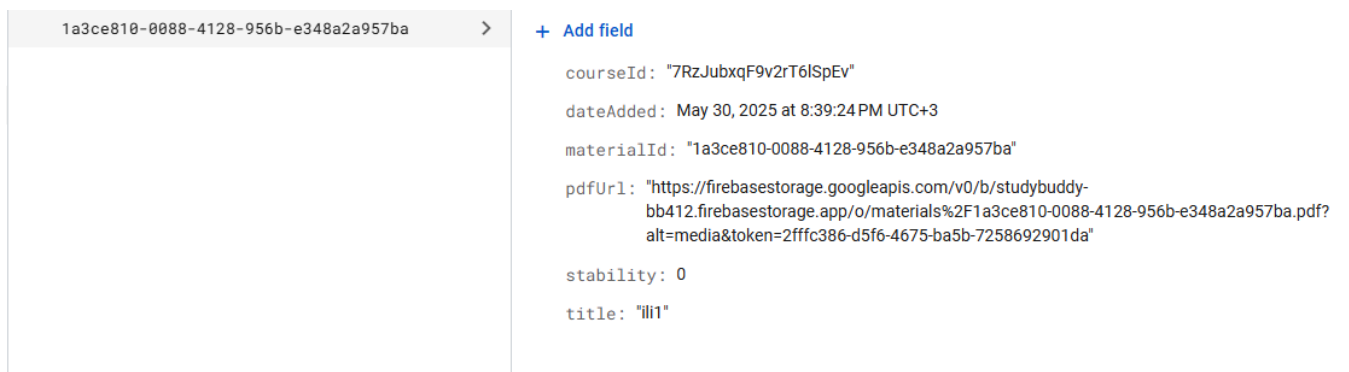 1a3ce810-0088-4128-956b-e348a2a957ba
+ Add field
courseId: "7RzJubxqF9v2rT6lSpEv"
dateAdded: May 30, 2025 at 8:39:24 PM UTC+3
materialId: "1a3ce810-0088-4128-956b-e348a2a957ba"
pdfUrl: "https://firebasestorage.googleapis.com/v0/b/studybuddy-
bb412.firebasestorage.app/o/materials%2F1a3ce810-0088-4128-956b-e348a2a957ba.pdf?
alt=media&token=2fffc386-d5f6-4675-ba5b-7258692901da"
stability: 0
title: "ili1"